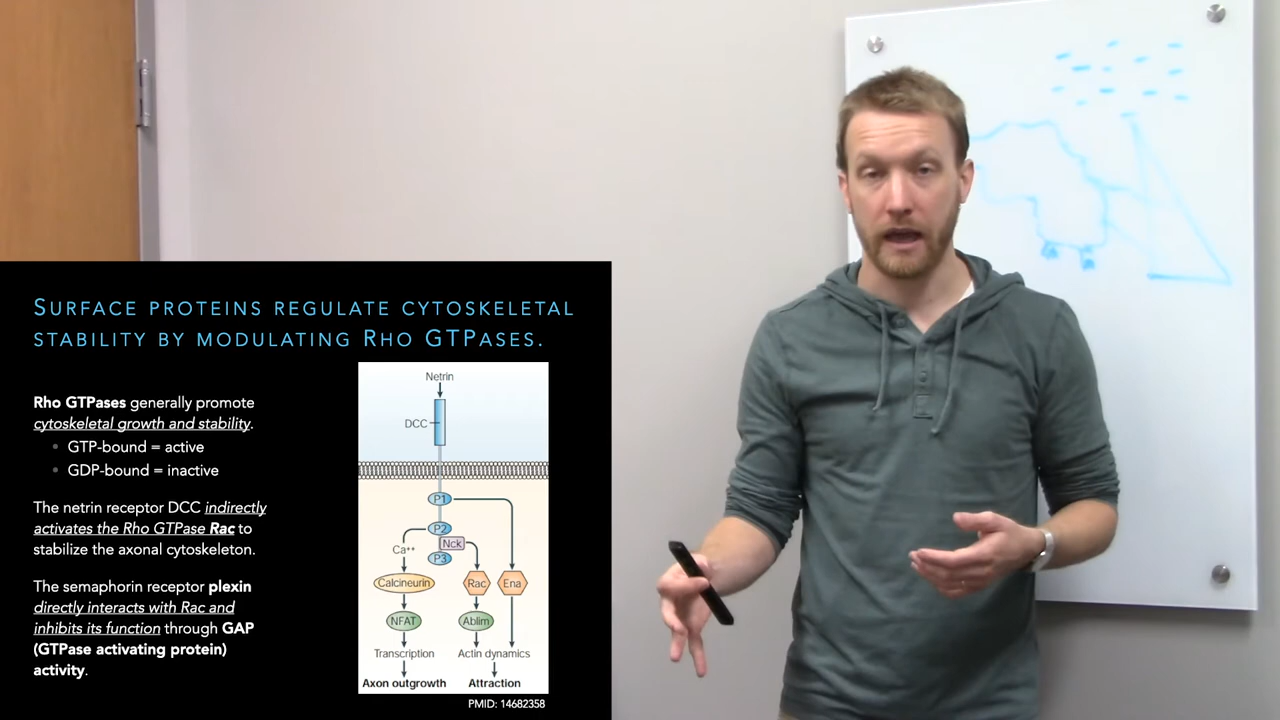 SURFACE PROTEINS REGULATE CYTOSKELETAL
STABILITY BY MODULATING RHO GTPASES.
Rho GTPases generally promote
cytoskeletal growth and stability.
• GTP-bound = active
• GDP-bound = inactive
The netrin receptor DCC indirectly
activates the Rho GTPase Rac to
stabilize the axonal cytoskeleton.
The semaphorin receptor plexin
directly interacts with Rac and
inhibits its function through GAP
(GTPase activating protein)
activity.
Netrin
DCC
P1
P2
Nck
Ca++
P3
Calcineurin
Rac
Ena
NFAT
Ablim
Transcription
Actin dynamics
Axon outgrowth
Attraction
PMID: 14682358